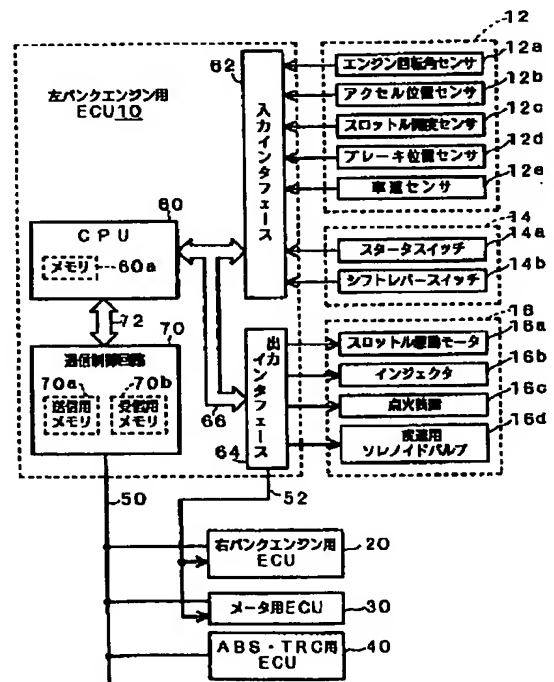 12
12a
エンジン回転角センサ
62
12b
アクセル位置センサ
左バンクエンジン用
ECU10
12c
スロットル開度センサ
12d
ブレーキ位置センサ
12e
車速センサ
入力インタフェース
60
CPU
メモリ
60a
14
14a
スタータスイッチ
14b
シフトレバースイッチ
72
70
通信制御回路
70a
70b
送信用
メモリ
受信用
メモリ
66
出力
インタフェース
64
16
16a
スロットル駆動モータ
16b
インジェクタ
16c
点火装置
16d
変速用
ソレノイドバルブ
50
52
右バンクエンジン用
ECU
20
メータ用ECU
30
ABS・TRC用
ECU
40